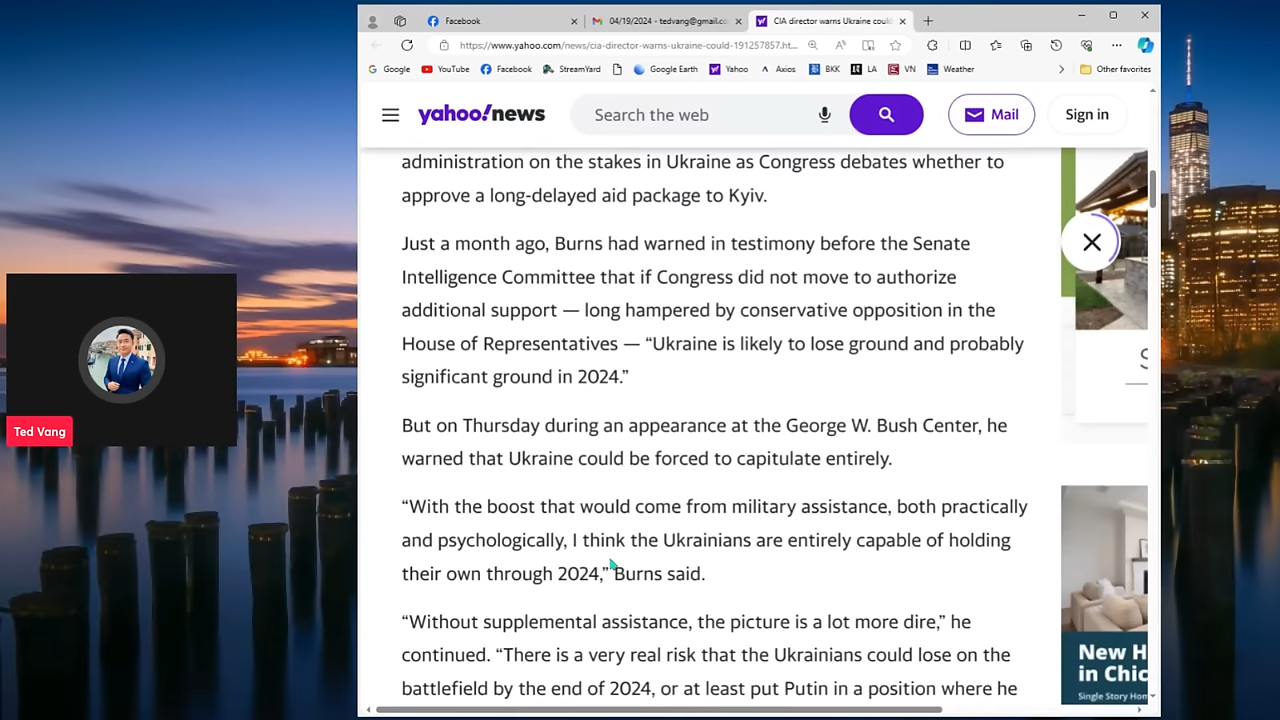 Facebook
04/19/2024 - tedvang@gmail.co
CIA director warns Ukraine coul
https://www.yahoo.com/news/cia-director-warns-ukraine-could-191257857.ht...
Google
YouTube
Facebook
StreamYard
Google Earth
Yahoo
Axios
BKK
LA
VN
Weather
Other favorites
yahoo!news
Search the web
Mail
Sign in
administration on the stakes in Ukraine as Congress debates whether to
approve a long-delayed aid package to Kyiv.
Just a month ago, Burns had warned in testimony before the Senate
Intelligence Committee that if Congress did not move to authorize
additional support — long hampered by conservative opposition in the
House of Representatives — “Ukraine is likely to lose ground and probably
significant ground in 2024.”
But on Thursday during an appearance at the George W. Bush Center, he
warned that Ukraine could be forced to capitulate entirely.
“With the boost that would come from military assistance, both practically
and psychologically, I think the Ukrainians are entirely capable of holding
their own through 2024,” Burns said.
“Without supplemental assistance, the picture is a lot more dire,” he
continued. “There is a very real risk that the Ukrainians could lose on the
battlefield by the end of 2024, or at least put Putin in a position where he
S
New H
in Chic
Single Story Hom
Ted Vang